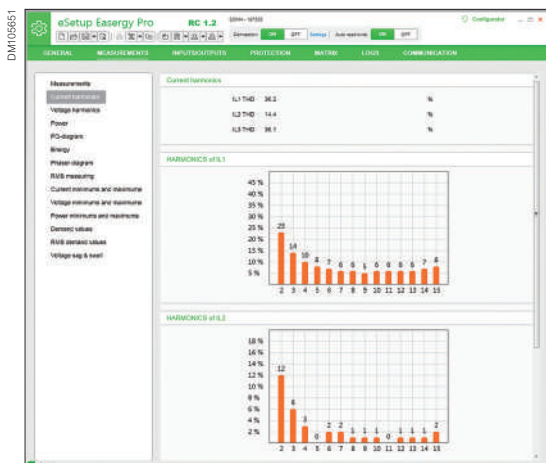 DM105651
eSetup Easergy Pro
RC 1.2
Configurator
ON OFF Settings ON OFF
GENERAL MEASUREMENTS INPUTS/OUTPUTS PROTECTION MATRIX LOGS COMMUNICATION
Measurements
Current harmonics
Voltage harmonics
Power
PQ-diagram
Energy
Phasor diagram
RMS measuring
Current minimums and maximums
Voltage minimums and maximums
Power minimums and maximums
Demand values
RMS demand values
Voltage sag & swell
Current harmonics
IL1 THD %
IL2 THD 14.4 %
IL3 THD %
HARMONICS of IL1
45 %
40 %
35 %
30 %
25 %
20 %
15 %
10 %
5 %
23 14 10 8 7 6 6 5 6 6 6 6 7 8
2 3 4 5 6 7 8 9 10 11 12 13 14 15
HARMONICS of IL2
18 %
16 %
14 %
12 %
10 %
8 %
6 %
4 %
2 %
12 6 3 0 2 2 1 1 1 0 1 1 1 2
2 3 4 5 6 7 8 9 10 11 12 13 14 15